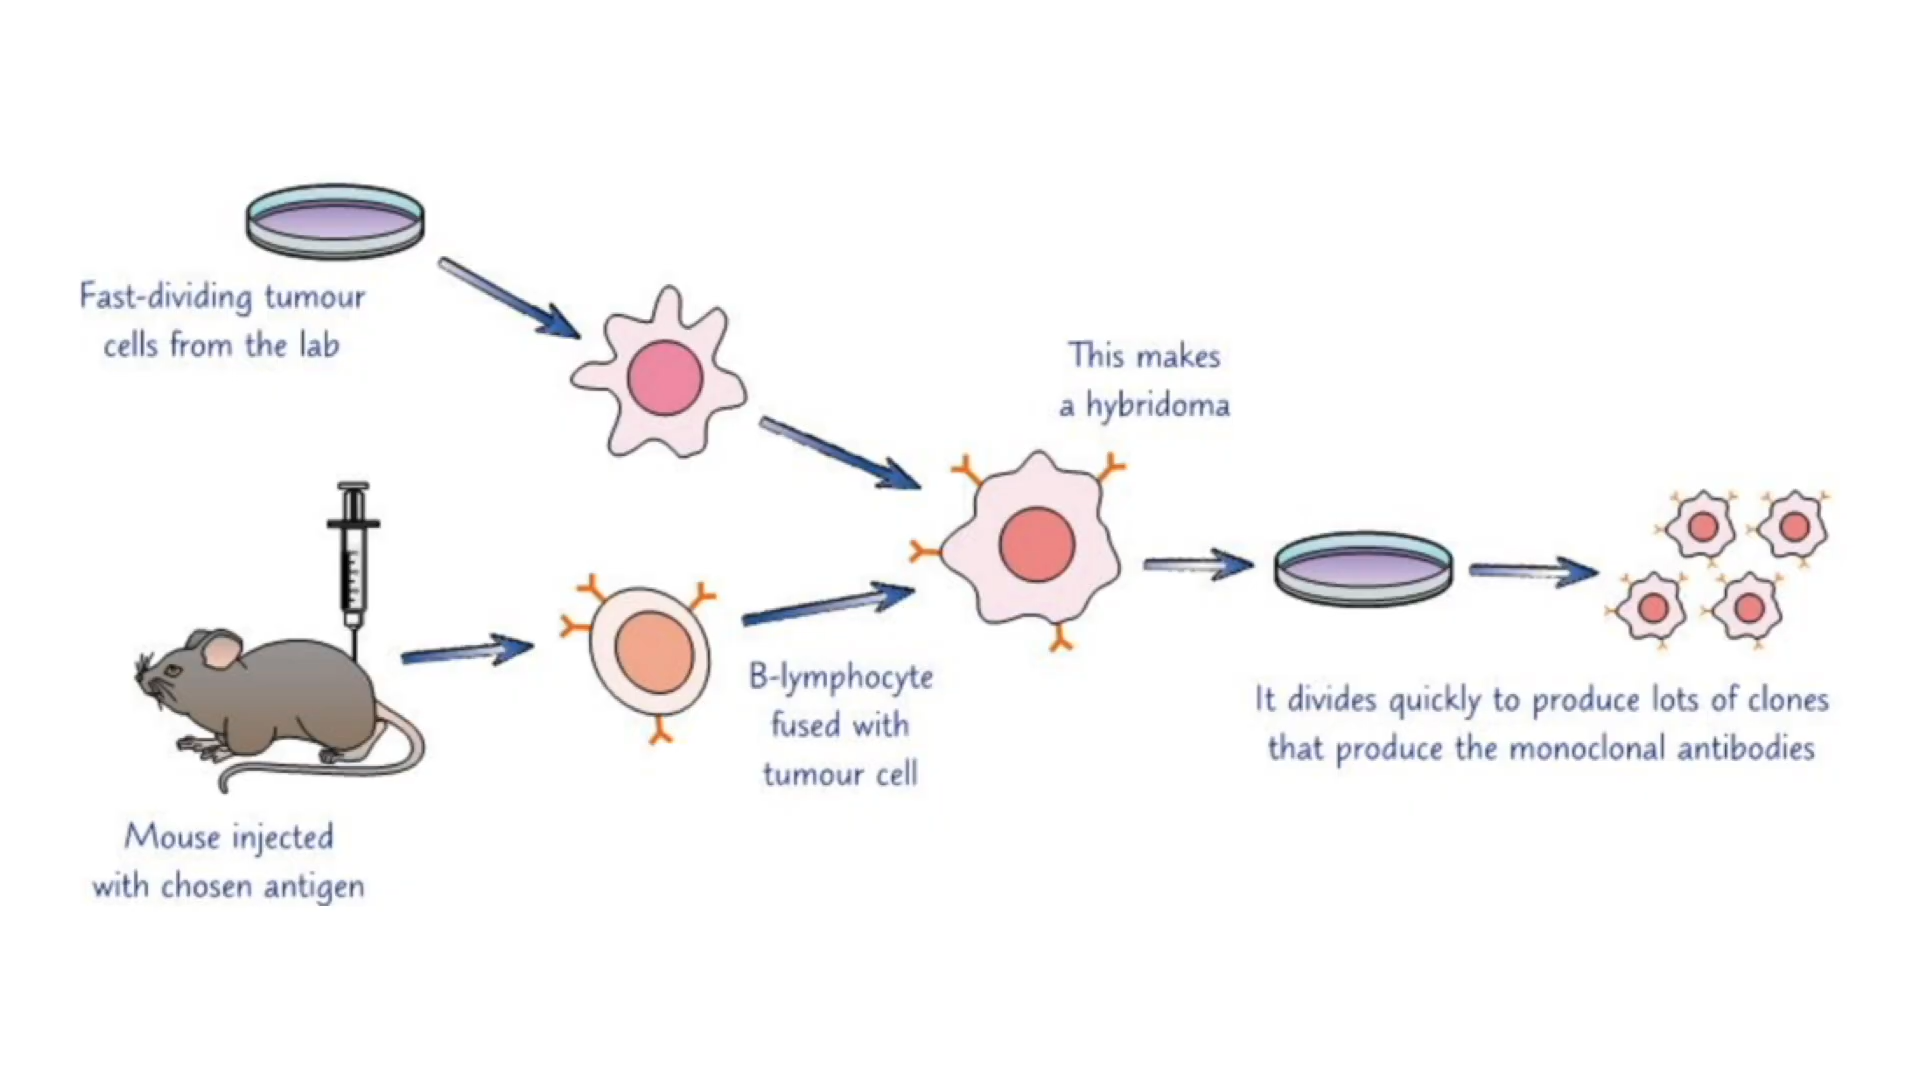 Fast-dividing tumour
cells from the lab
This makes
a hybridoma
B-lymphocyte
fused with
tumour cell
It divides quickly to produce lots of clones
that produce the monoclonal antibodies
Mouse injected
with chosen antigen